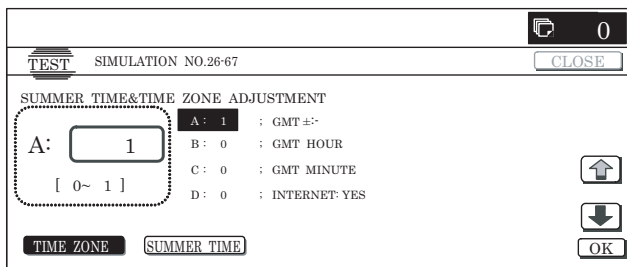 0
TEST SIMULATION NO.26-67 CLOSE
SUMMER TIME&TIME ZONE ADJUSTMENT
A: 1
[ 0~ 1 ]
A : 1 ; GMT ±:-
B : 0 ; GMT HOUR
C : 0 ; GMT MINUTE
D : 0 ; INTERNET: YES
TIME ZONE SUMMER TIME OK